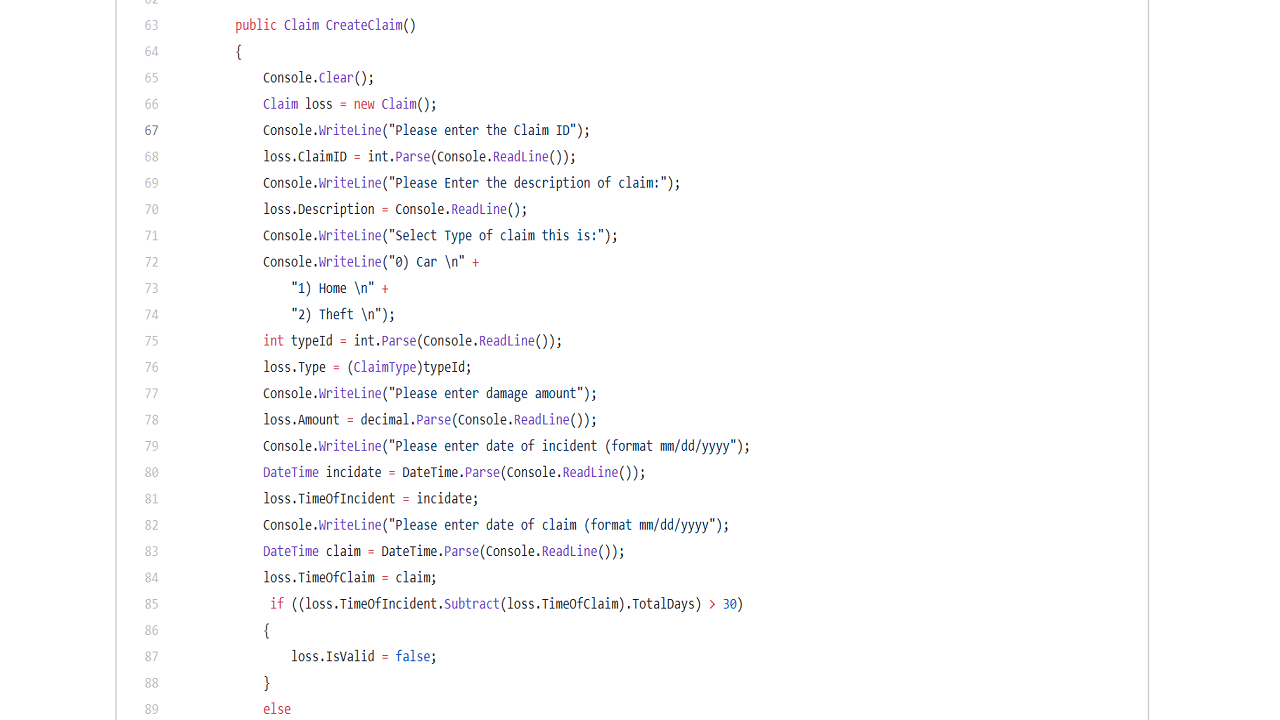 62
63 public Claim CreateClaim()
64 {
65 Console.Clear();
66 Claim loss = new Claim();
67 Console.WriteLine("Please enter the Claim ID");
68 loss.ClaimID = int.Parse(Console.ReadLine());
69 Console.WriteLine("Please Enter the description of claim:");
70 loss.Description = Console.ReadLine();
71 Console.WriteLine("Select Type of claim this is:");
72 Console.WriteLine("0) Car \n" +
73 "1) Home \n" +
74 "2) Theft \n");
75 int typeId = int.Parse(Console.ReadLine());
76 loss.Type = (ClaimType)typeId;
77 Console.WriteLine("Please enter damage amount");
78 loss.Amount = decimal.Parse(Console.ReadLine());
79 Console.WriteLine("Please enter date of incident (format mm/dd/yyyy");
80 DateTime incidate = DateTime.Parse(Console.ReadLine());
81 loss.TimeOfIncident = incidate;
82 Console.WriteLine("Please enter date of claim (format mm/dd/yyyy");
83 DateTime claim = DateTime.Parse(Console.ReadLine());
84 loss.TimeOfClaim = claim;
85 if ((loss.TimeOfIncident.Subtract(loss.TimeOfClaim).TotalDays) > 30)
86 {
87 loss.IsValid = false;
88 }
89 else